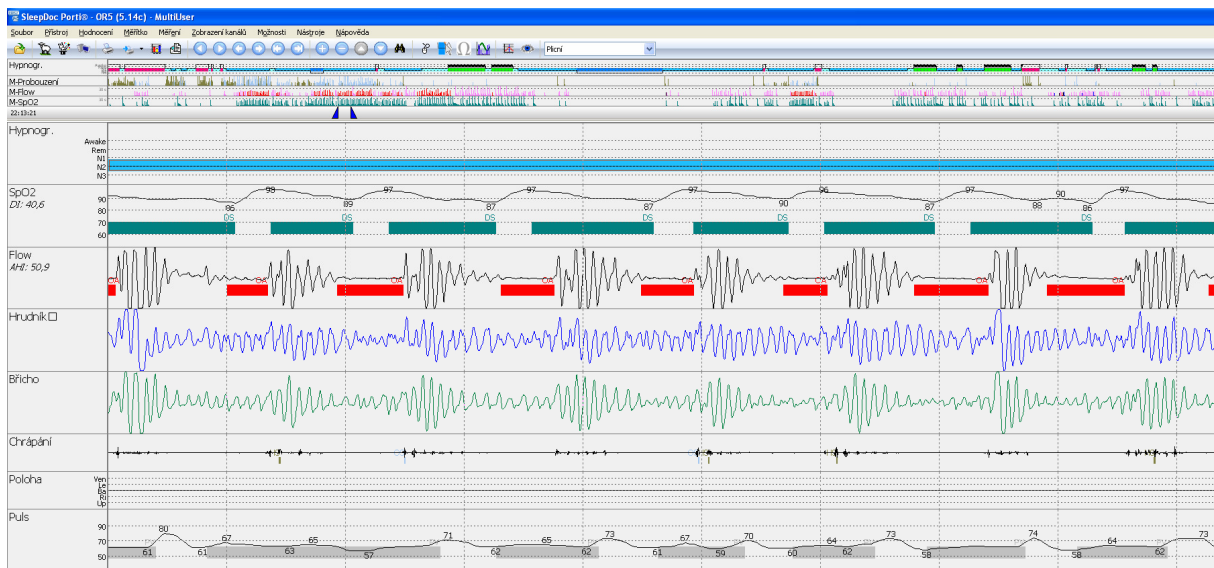 SleepDoc Porti® - OR5 (5.14c) - MultiUser
Soubor Přístroj Hodnocení Měřítko Měření Zobrazení kanálů Možnosti Nástroje Nápověda
Plicní
Hypnogr.
M-Probouzení
M-Flow
M-SpO2
22:13:21
Hypnogr.
Awake
Rem
N1
N2
N3
SpO2
DI: 40,6
90
80
70
60
98 97 97 97 96 97 90 97
86 89 87 87 90 87 88 86
DS DS DS DS DS DS DS
Flow
AHI: 50,9
OA OA OA OA OA OA OA OA
Hrudník
Břicho
Chrápání
Poloha
Ven
Le
Ba
Ri
Up
Puls
90
70
50
80 67 65 71 65 73 67 70 64 73 74 64 73
61 61 63 57 62 62 61 59 60 62 58 58 62